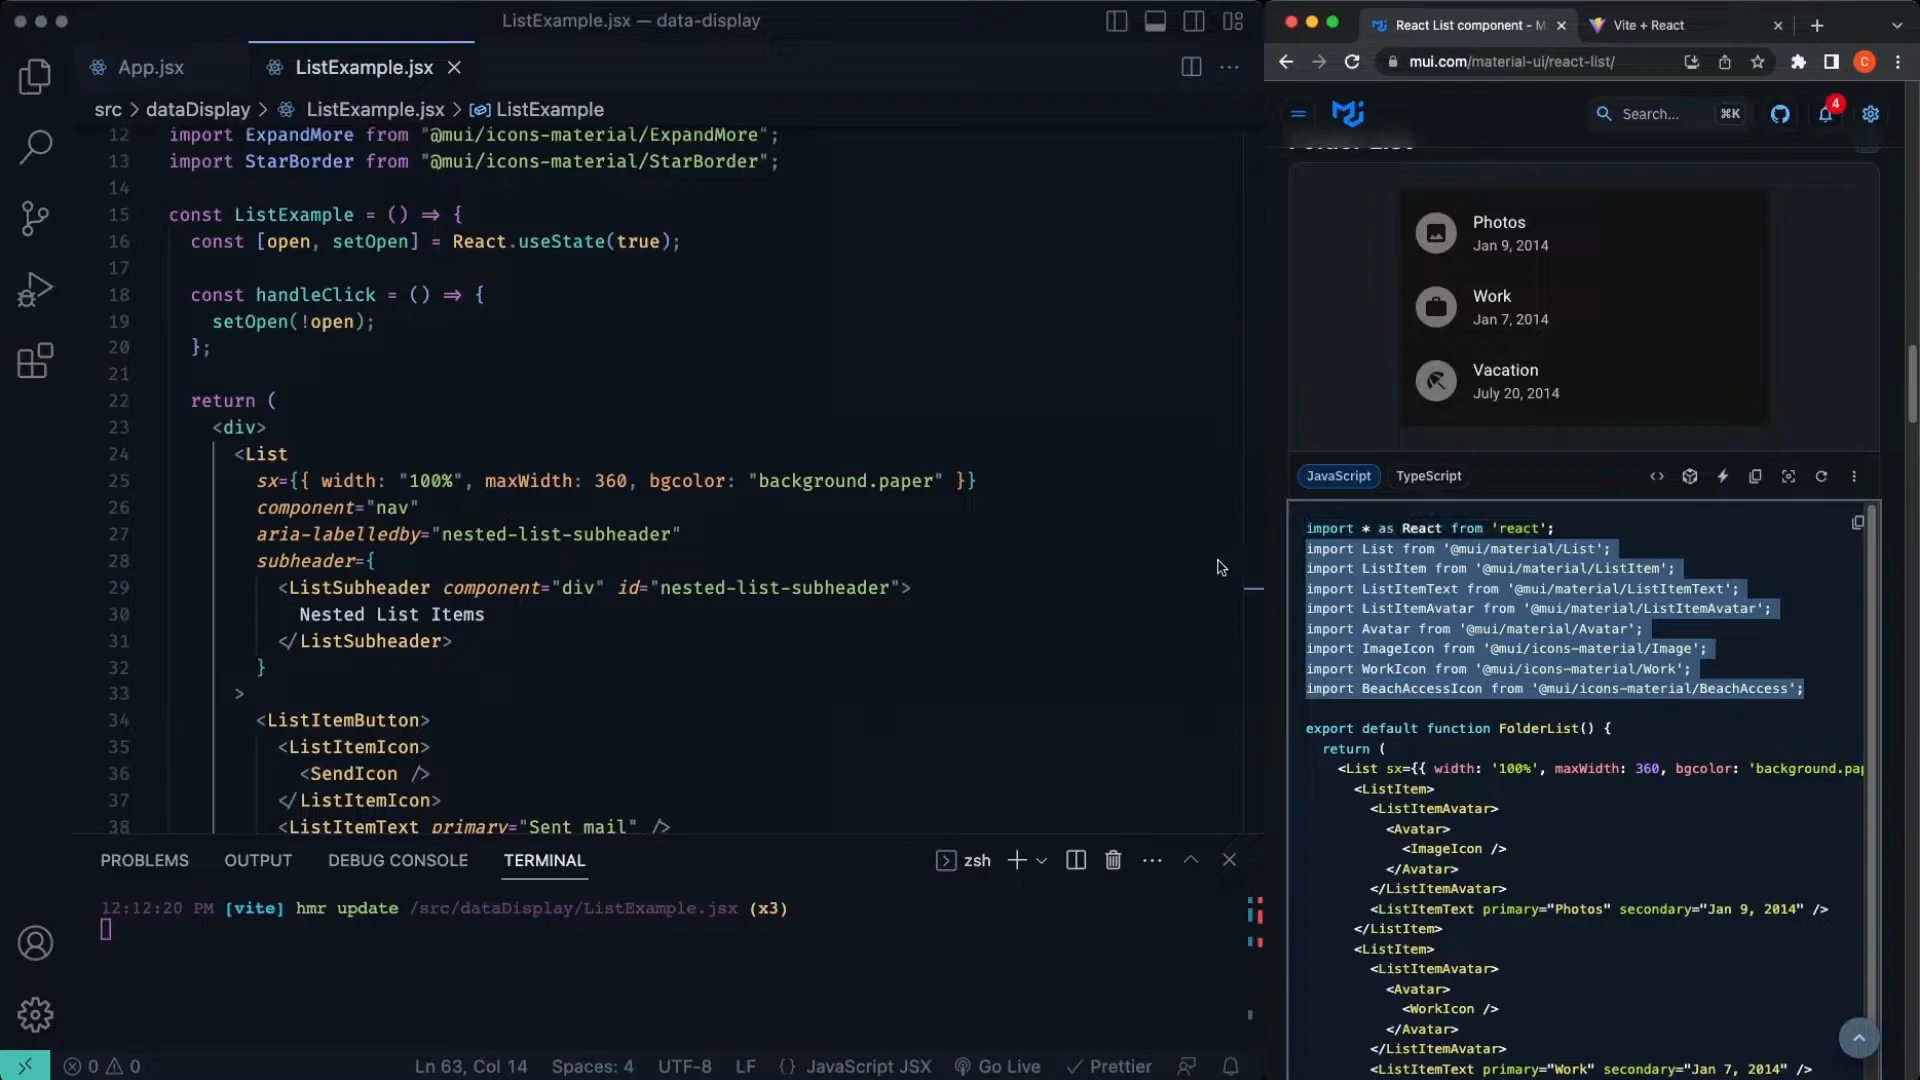 ListExample.jsx — data-display
App.jsx
ListExample.jsx
src > dataDisplay > ListExample.jsx > ListExample
12 import ExpandMore from "@mui/icons-material/ExpandMore";
13 import StarBorder from "@mui/icons-material/StarBorder";
14
15 const ListExample = () => {
16 const [open, setOpen] = React.useState(true);
17
18 const handleClick = () => {
19 setOpen(!open);
20 };
21
22 return (
23 <div>
24 <List
25 sx={{ width: "100%", maxWidth: 360, bgcolor: "background.paper" }}
26 component="nav"
27 aria-labelledby="nested-list-subheader"
28 subheader={
29 <ListSubheader component="div" id="nested-list-subheader">
30 Nested List Items
31 </ListSubheader>
32 }
33 >
34 <ListItemButton>
35 <ListItemIcon>
36 <SendIcon />
37 </ListItemIcon>
38 <ListItemText primary="Sent mail" />
PROBLEMS OUTPUT DEBUG CONSOLE TERMINAL
zsh
12:12:20 PM [vite] hmr update /src/dataDisplay/ListExample.jsx (x3)
0 0
Ln 63, Col 14 Spaces: 4 UTF-8 LF {} JavaScript JSX Go Live Prettier
React List component - M
Vite + React
mui.com/material-ui/react-list/
C
Search... ⌘K
4
Folder List
Photos
Jan 9, 2014
Work
Jan 7, 2014
Vacation
July 20, 2014
JavaScript TypeScript
import * as React from 'react';
import List from '@mui/material/List';
import ListItem from '@mui/material/ListItem';
import ListItemText from '@mui/material/ListItemText';
import ListItemAvatar from '@mui/material/ListItemAvatar';
import Avatar from '@mui/material/Avatar';
import ImageIcon from '@mui/icons-material/Image';
import WorkIcon from '@mui/icons-material/Work';
import BeachAccessIcon from '@mui/icons-material/BeachAccess';
export default function FolderList() {
return (
<List sx={{ width: '100%', maxWidth: 360, bgcolor: 'background.pap
<ListItem>
<ListItemAvatar>
<Avatar>
<ImageIcon />
</Avatar>
</ListItemAvatar>
<ListItemText primary="Photos" secondary="Jan 9, 2014" />
</ListItem>
<ListItem>
<ListItemAvatar>
<Avatar>
<WorkIcon />
</Avatar>
</ListItemAvatar>
<ListItemText primary="Work" secondary="Jan 7, 2014" />